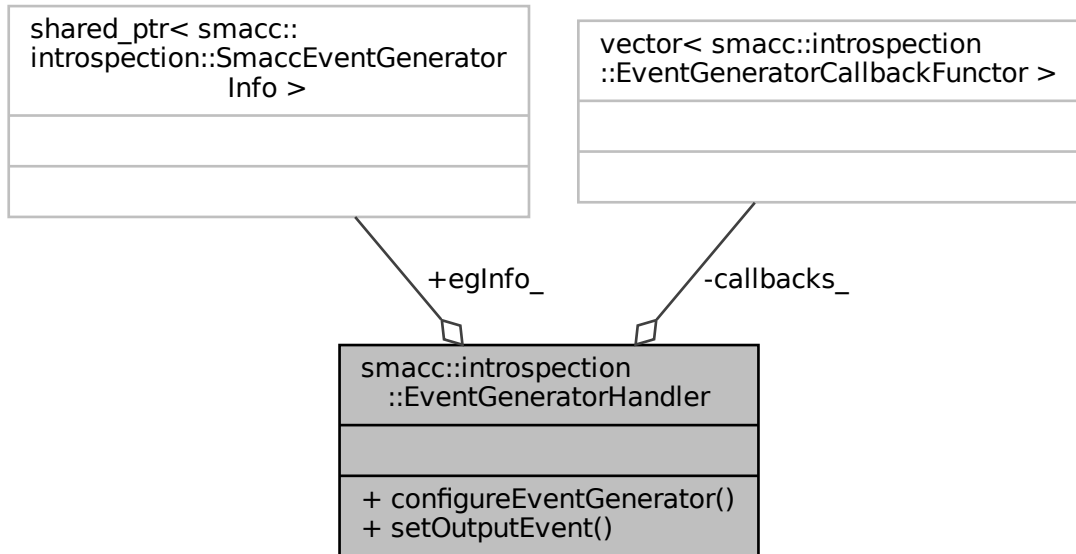 shared_ptr< smacc::
introspection::SmaccEventGenerator
Info >
vector< smacc::introspection
::EventGeneratorCallbackFunctor >
+egInfo_
-callbacks_
smacc::introspection
::EventGeneratorHandler
+ configureEventGenerator()
+ setOutputEvent()